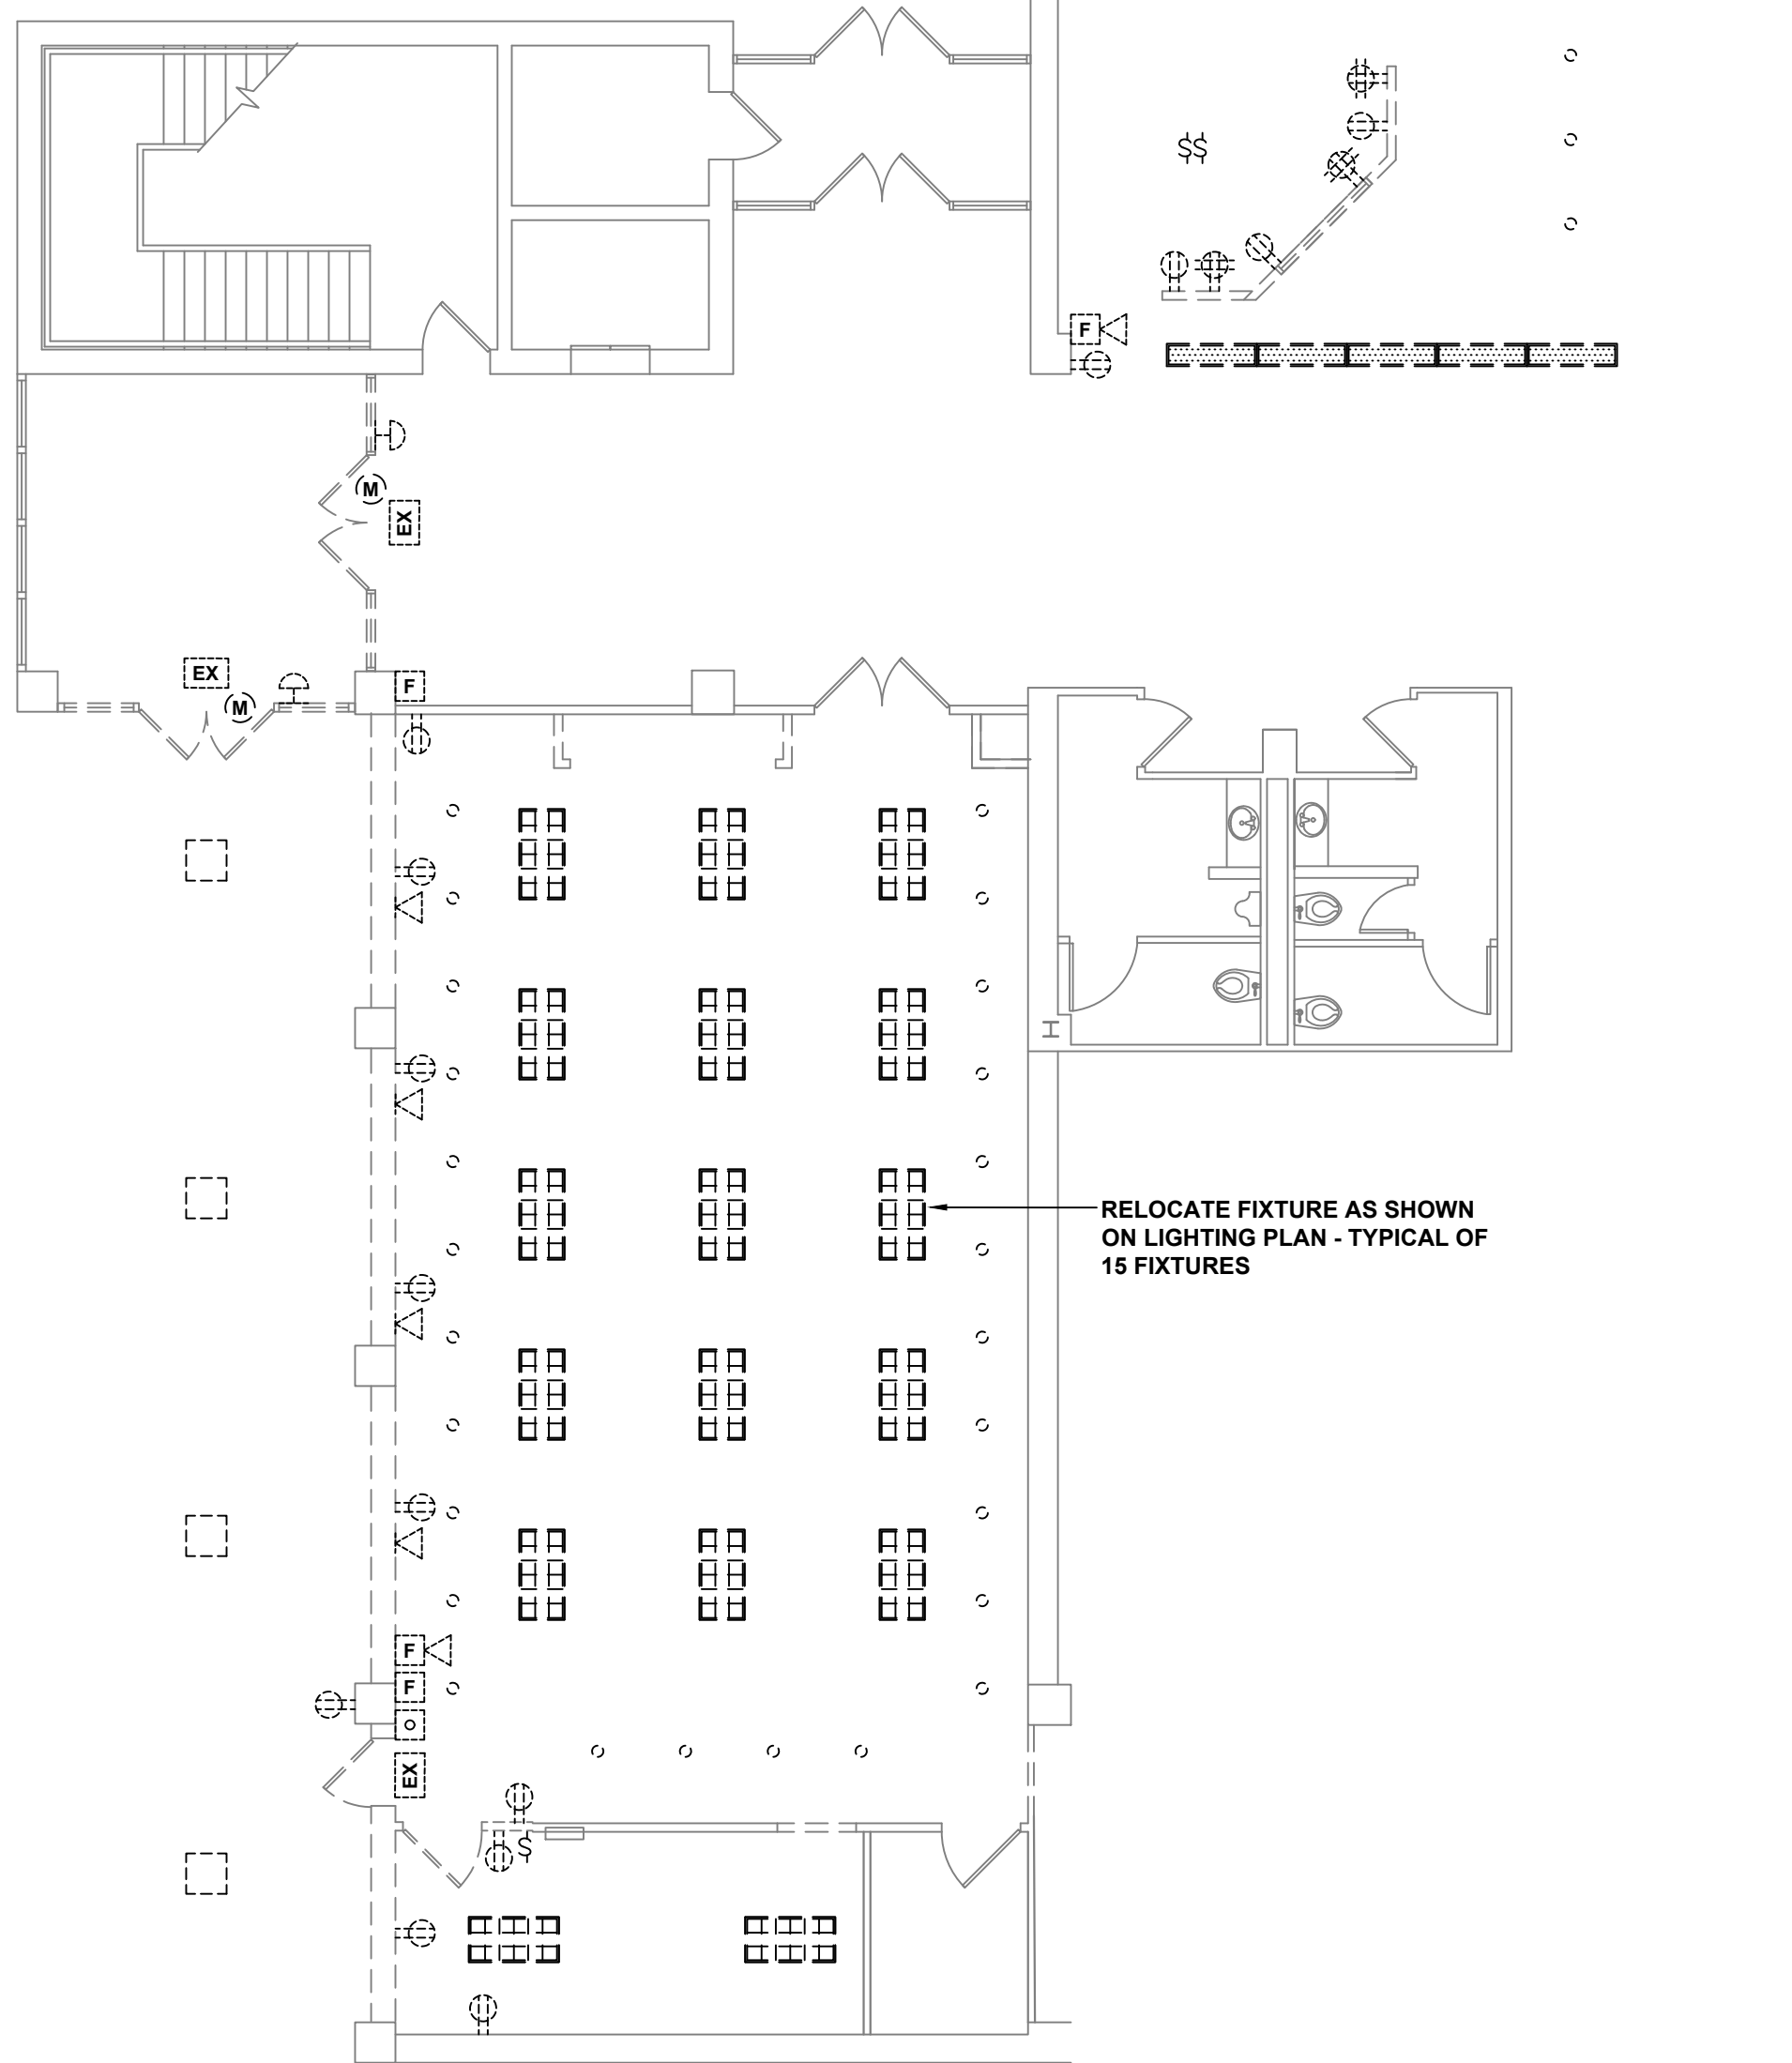 $$
F
M
EX
EX
M
F
RELOCATE FIXTURE AS SHOWN
ON LIGHTING PLAN - TYPICAL OF
15 FIXTURES
F
F
EX
$